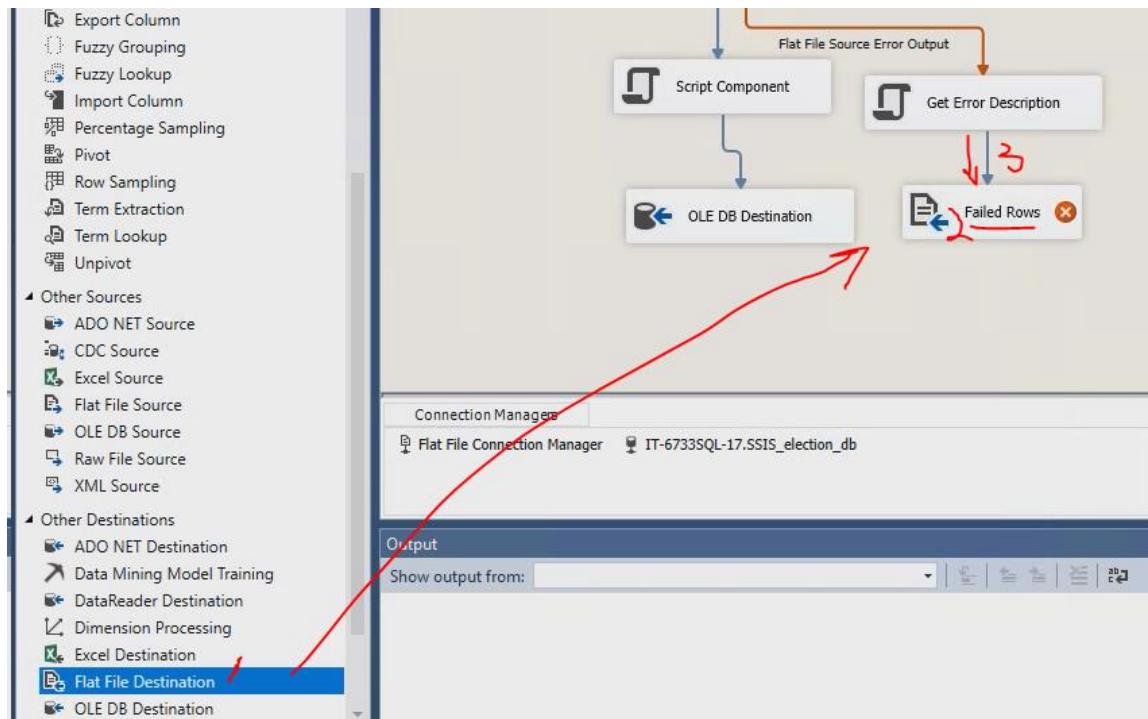 Export Column
Fuzzy Grouping
Fuzzy Lookup
Import Column
Percentage Sampling
Pivot
Row Sampling
Term Extraction
Term Lookup
Unpivot
Other Sources
ADO NET Source
CDC Source
Excel Source
Flat File Source
OLE DB Source
Raw File Source
XML Source
Other Destinations
ADO NET Destination
Data Mining Model Training
DataReader Destination
Dimension Processing
Excel Destination
Flat File Destination 1
OLE DB Destination
Flat File Source Error Output
Script Component
Get Error Description
3
OLE DB Destination
2 Failed Rows
Connection Managers
Flat File Connection Manager IT-6733SQL-17.SSIS_election_db
Output
Show output from: